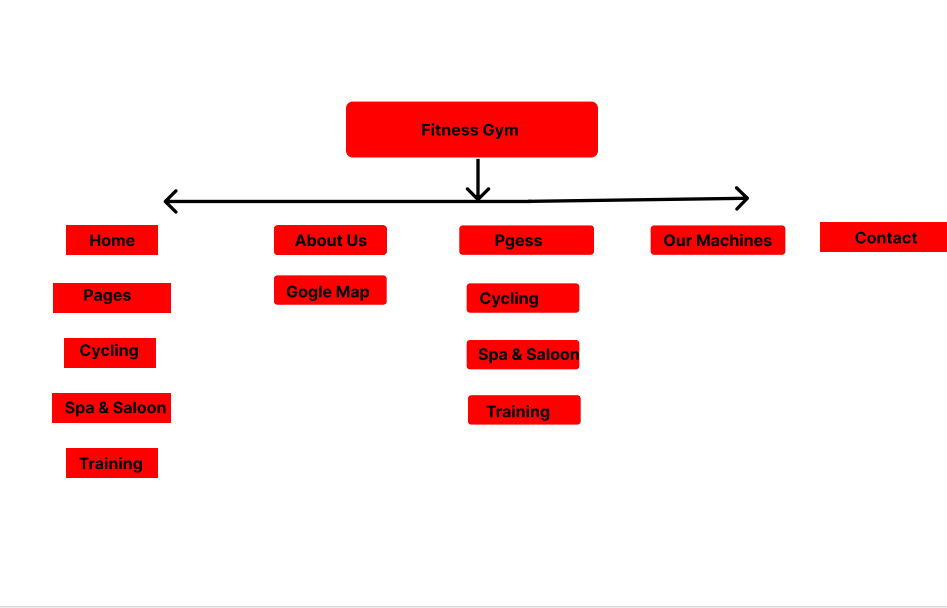 Fitness Gym
Home
About Us
Pgess
Our Machines
Contact
Pages
Gogle Map
Cycling
Cycling
Spa & Saloon
Spa & Saloon
Training
Training